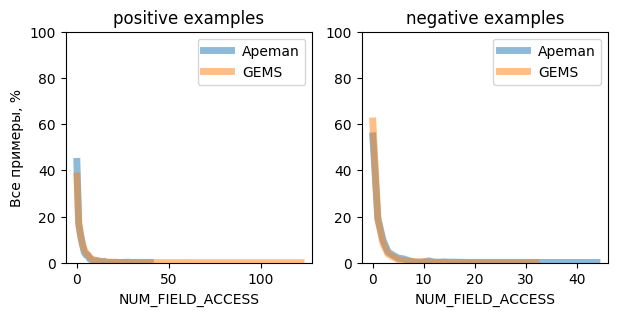 positive examples
negative examples
100
80
60
40
20
0
Все примеры, %
Apeman
GEMS
0
50
100
NUM_FIELD_ACCESS
100
80
60
40
20
0
Apeman
GEMS
0
10
20
30
40
NUM_FIELD_ACCESS